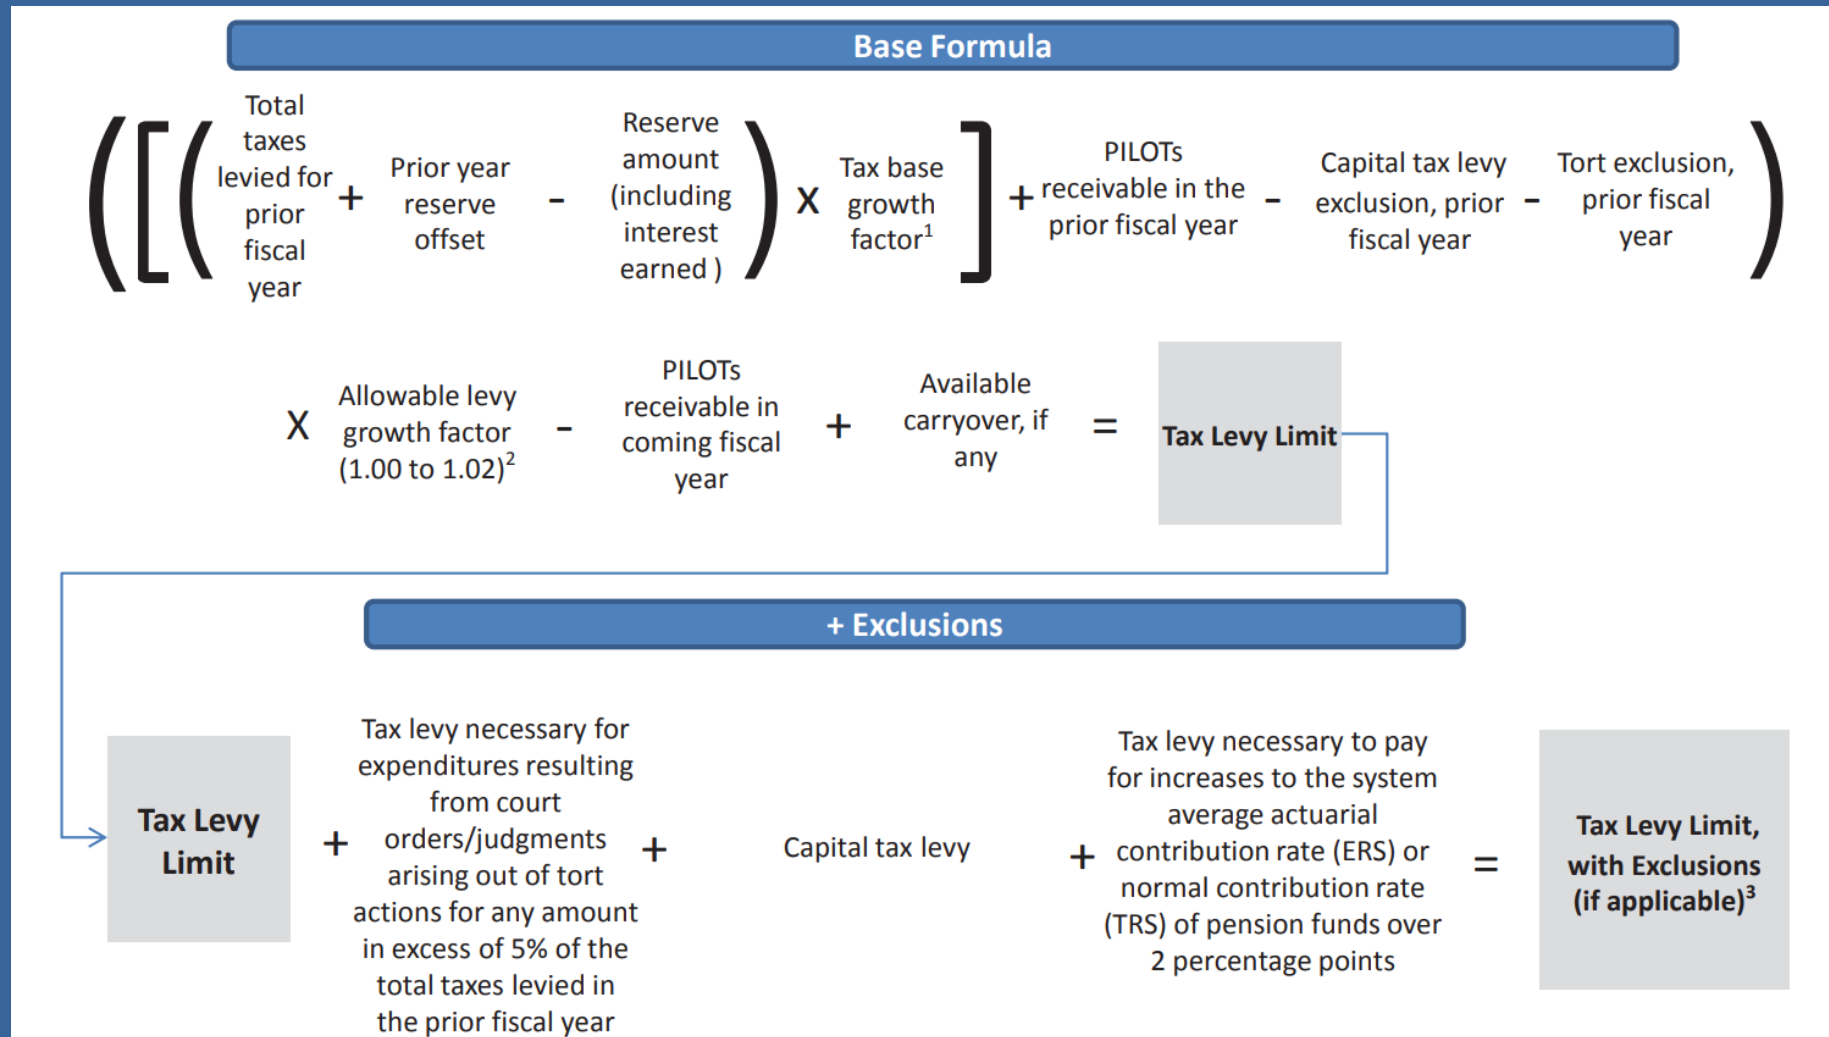 Base Formula
( [ (
Total
taxes
levied for
prior
fiscal
year
+
Prior year
reserve
offset
-
Reserve
amount
(including
interest
earned )
)
X
Tax base
growth
factor1
]
+
PILOTs
receivable in the
prior fiscal year
-
Capital tax levy
exclusion, prior
fiscal year
-
Tort exclusion,
prior fiscal
year
)
X
Allowable levy
growth factor
(1.00 to 1.02)2
-
PILOTs
receivable in
coming fiscal
year
+
Available
carryover, if
any
=
Tax Levy Limit
+ Exclusions
Tax Levy
Limit
+
Tax levy necessary for
expenditures resulting
from court
orders/judgments
arising out of tort
actions for any amount
in excess of 5% of the
total taxes levied in
the prior fiscal year
+
Capital tax levy
+
Tax levy necessary to pay
for increases to the system
average actuarial
contribution rate (ERS) or
normal contribution rate
(TRS) of pension funds over
2 percentage points
=
Tax Levy Limit,
with Exclusions
(if applicable)3